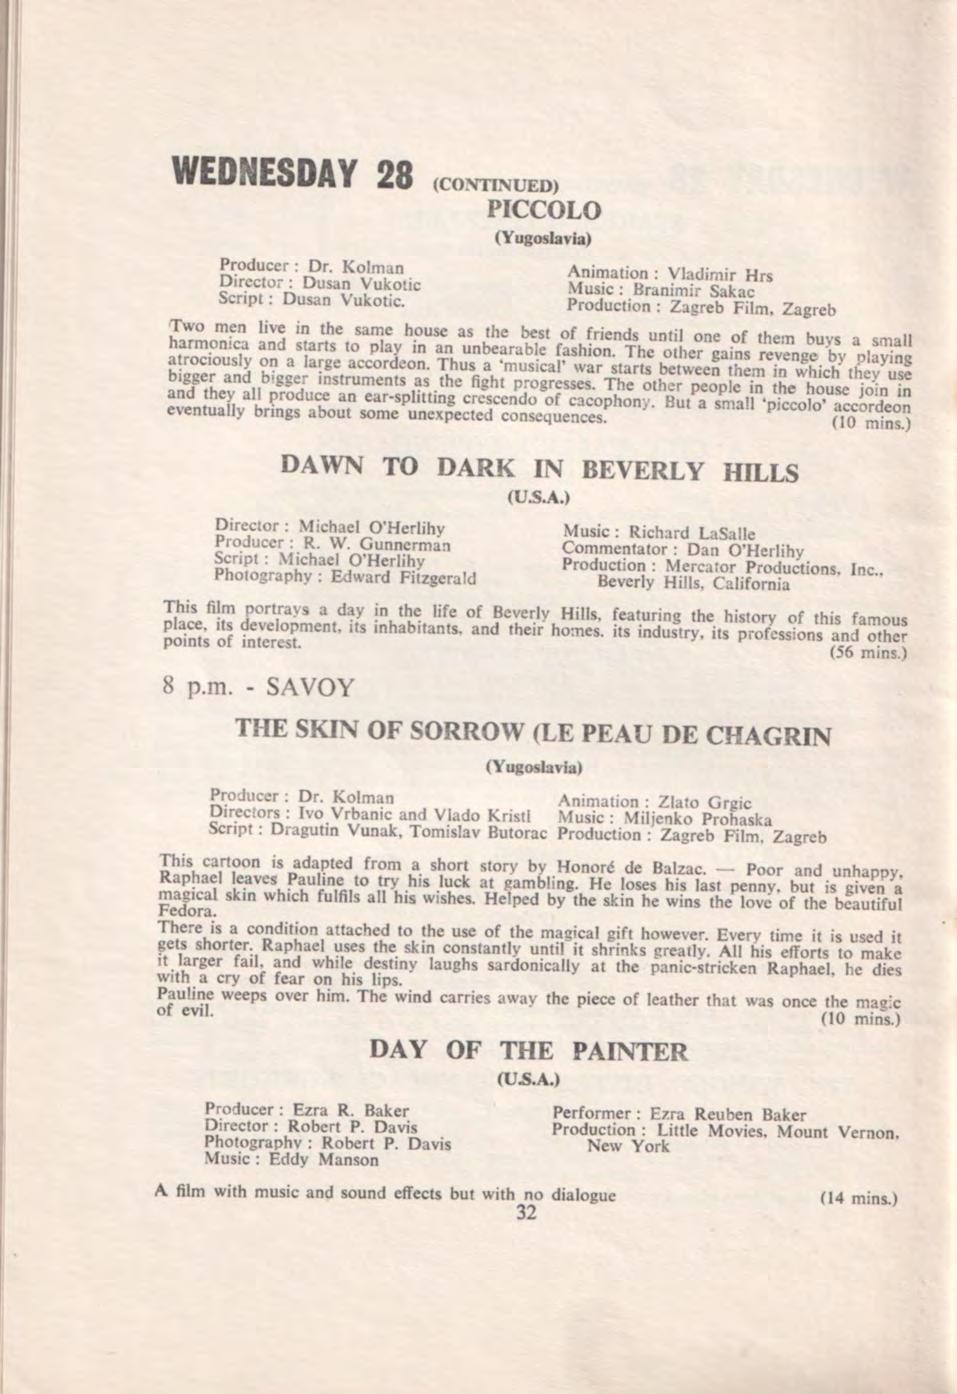 WEDNESDAY 28 (CONTINUED)
PICCOLO
(Yugoslavia)
Producer : Dr. Kolman
Director : Dusan Vukotic
Script : Dusan Vukotic.
Animation : Vladimir Hrs
Music : Branimir Sakac
Production : Zagreb Film, Zagreb
Two men live in the same house as the best of friends until one of them buys a small
harmonica and starts to play in an unbearable fashion. The other gains revenge by playing
atrociously on a large accordeon. Thus a ‘musical’ war starts between them in which they use
bigger and bigger instruments as the fight progresses. The other people in the house join in
and they all produce an ear-splitting crescendo of cacophony. But a small ‘piccolo’ accordeon
eventually brings about some unexpected consequences. (10 mins.)
DAWN TO DARK IN BEVERLY HILLS
(U.S.A.)
Director : Michael O’Herlihy
Producer : R. W. Gunnerman
Script : Michael O’Herlihy
Photography : Edward Fitzgerald
Music : Richard LaSalle
Commentator : Dan O’Herlihy
Production : Mercator Productions, Inc.,
Beverly Hills, California
This film portrays a day in the life of Beverly Hills, featuring the history of this famous
place, its development, its inhabitants, and their homes, its industry, its professions and other
points of interest. (56 mins.)
8 p.m. - SAVOY
THE SKIN OF SORROW (LE PEAU DE CHAGRIN
(Yugoslavia)
Producer : Dr. Kolman
Directors : Ivo Vrbanic and Vlado Kristl
Script : Dragutin Vunak, Tomislav Butorac
Animation : Zlato Grgic
Music : Miljenko Prohaska
Production : Zagreb Film, Zagreb
This cartoon is adapted from a short story by Honoré de Balzac. — Poor and unhappy,
Raphael leaves Pauline to try his luck at gambling. He loses his last penny, but is given a
magical skin which fulfils all his wishes. Helped by the skin he wins the love of the beautiful
Fedora.
There is a condition attached to the use of the magical gift however. Every time it is used it
gets shorter. Raphael uses the skin constantly until it shrinks greatly. All his efforts to make
it larger fail, and while destiny laughs sardonically at the panic-stricken Raphael, he dies
with a cry of fear on his lips.
Pauline weeps over him. The wind carries away the piece of leather that was once the magic
of evil. (10 mins.)
DAY OF THE PAINTER
(U.S.A.)
Producer : Ezra R. Baker
Director : Robert P. Davis
Photography : Robert P. Davis
Music : Eddy Manson
Performer : Ezra Reuben Baker
Production : Little Movies, Mount Vernon,
New York
A film with music and sound effects but with no dialogue (14 mins.)
32